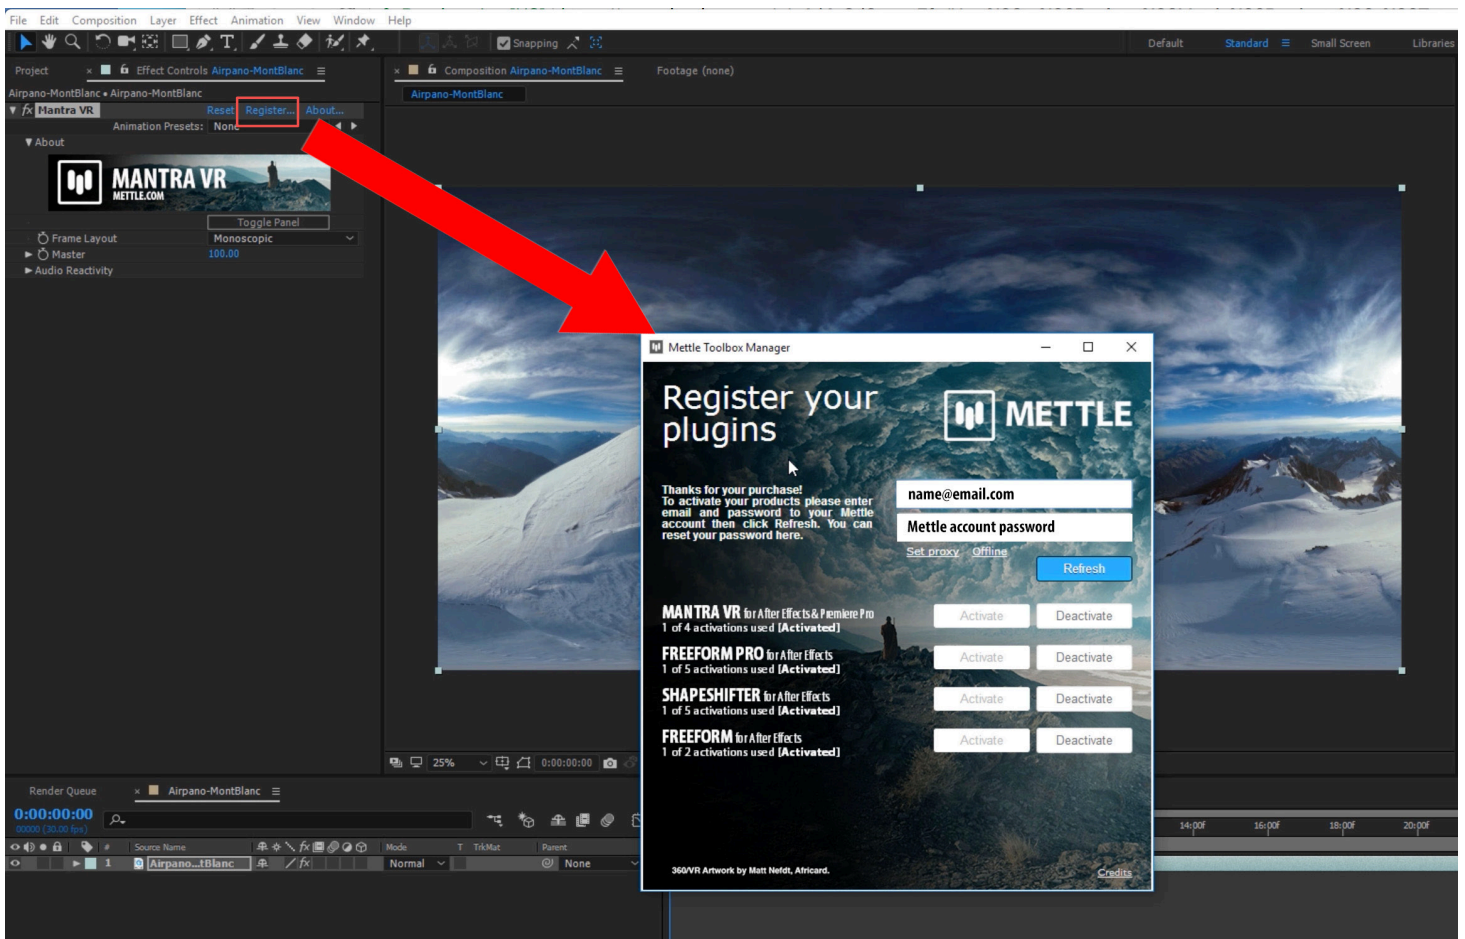 File Edit Composition Layer Effect Animation View Window Help
Snapping
Default Standard Small Screen Libraries
Project Effect Controls Airpano-MontBlanc
Composition Airpano-MontBlanc Footage (none)
Airpano-MontBlanc • Airpano-MontBlanc
Airpano-MontBlanc
fx Mantra VR Reset Register... About...
Animation Presets: None
About
MANTRA VR
METTLE.COM
Toggle Panel
Frame Layout Monoscopic
Master 100.00
Audio Reactivity
Mettle Toolbox Manager
Register your
plugins
METTLE
Thanks for your purchase!
To activate your products please enter
email and password to your Mettle
account then click Refresh. You can
reset your password here.
name@email.com
Mettle account password
Set proxy Offline
Refresh
MANTRA VR for After Effects & Premiere Pro
1 of 4 activations used [Activated]
Activate Deactivate
FREEFORM PRO for After Effects
1 of 5 activations used [Activated]
Activate Deactivate
SHAPESHIFTER for After Effects
1 of 5 activations used [Activated]
Activate Deactivate
FREEFORM for After Effects
1 of 2 activations used [Activated]
Activate Deactivate
360/VR Artwork by Matt Nefdt, Africard.
Credits
25% 0:00:00:00
Render Queue Airpano-MontBlanc
0:00:00:00
00000 (30.00 fps)
14:00f 16:00f 18:00f 20:00f
# Source Name fx Mode T TrkMat Parent
1 Airpano...tBlanc fx Normal None